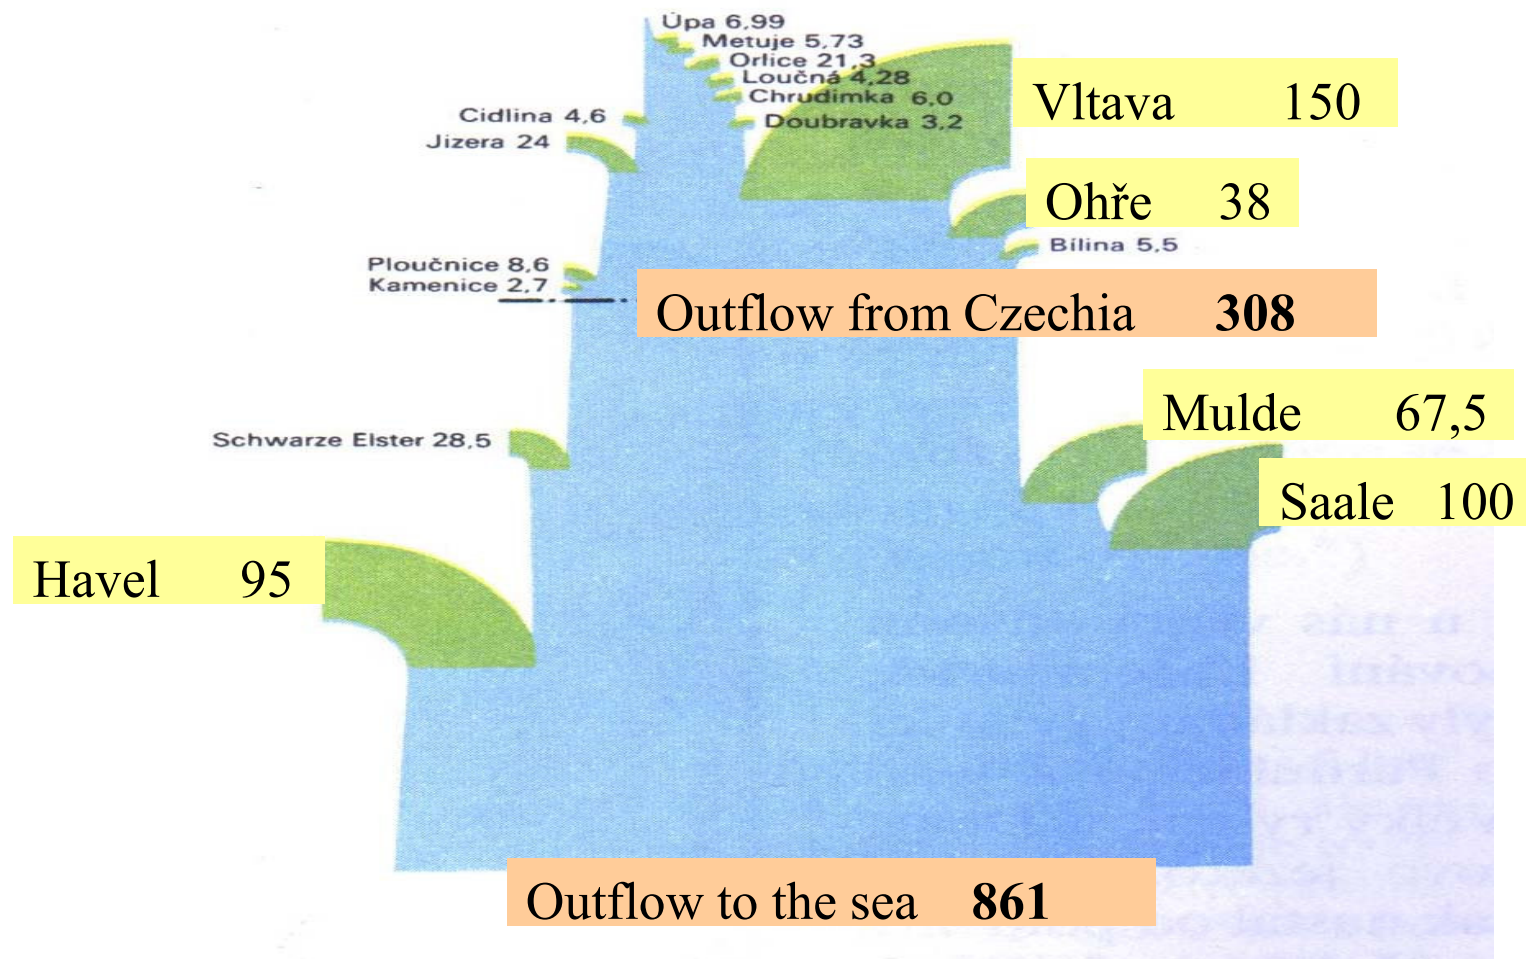 Úpa 6,99
Metuje 5,73
Orlice 21,3
Loučná 4,28
Chrudimka 6,0
Doubravka 3,2
Cidlina 4,6
Jizera 24
Vltava 150
Ohře 38
Bílina 5,5
Ploučnice 8,6
Kamenice 2,7
Outflow from Czechia 308
Mulde 67,5
Schwarze Elster 28,5
Saale 100
Havel 95
Outflow to the sea 861